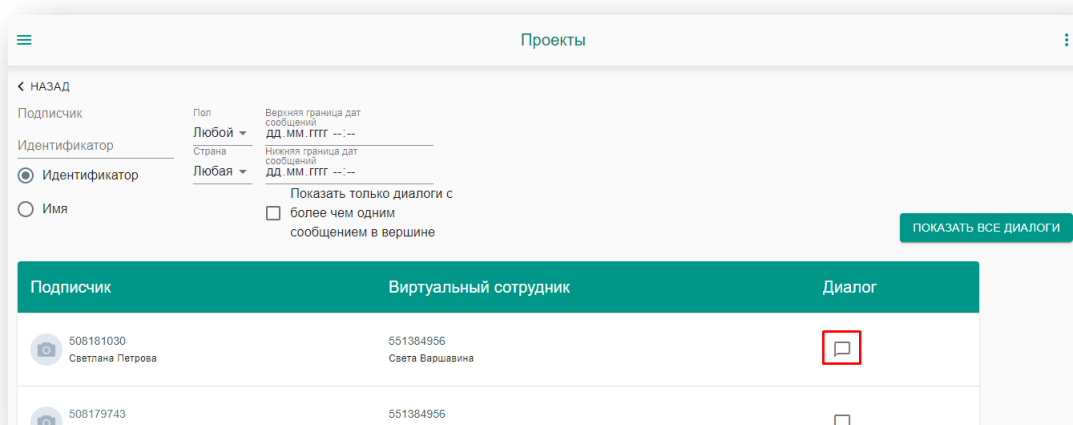 Проекты
НАЗАД
Подписчик
Идентификатор
Идентификатор
Имя
Пол
Любой
Страна
Любая
Верхняя граница дат
сообщений
дд.мм.гггг --:--
Нижняя граница дат
сообщений
дд.мм.гггг --:--
Показать только диалоги с
более чем одним
сообщением в вершине
ПОКАЗАТЬ ВСЕ ДИАЛОГИ
Подписчик Виртуальный сотрудник Диалог
508181030 551384956
Светлана Петрова Света Варшавина
508179743 551384956